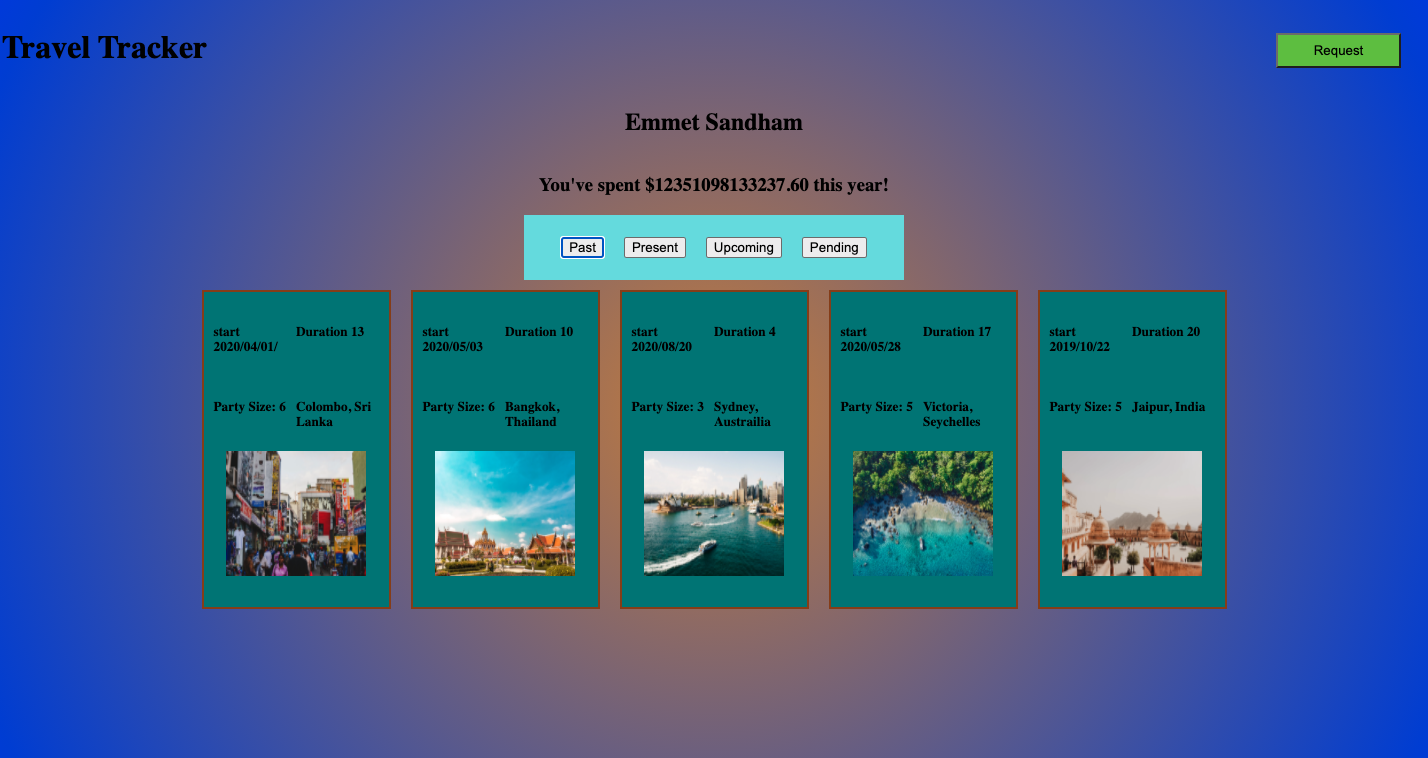 Travel Tracker
Request
Emmet Sandham
You've spent $12351098133237.60 this year!
Past
Present
Upcoming
Pending
start
2020/04/01/
Duration 13
Party Size: 6
Colombo, Sri
Lanka
start
2020/05/03
Duration 10
Party Size: 6
Bangkok,
Thailand
start
2020/08/20
Duration 4
Party Size: 3
Sydney,
Austrailia
start
2020/05/28
Duration 17
Party Size: 5
Victoria,
Seychelles
start
2019/10/22
Duration 20
Party Size: 5
Jaipur, India